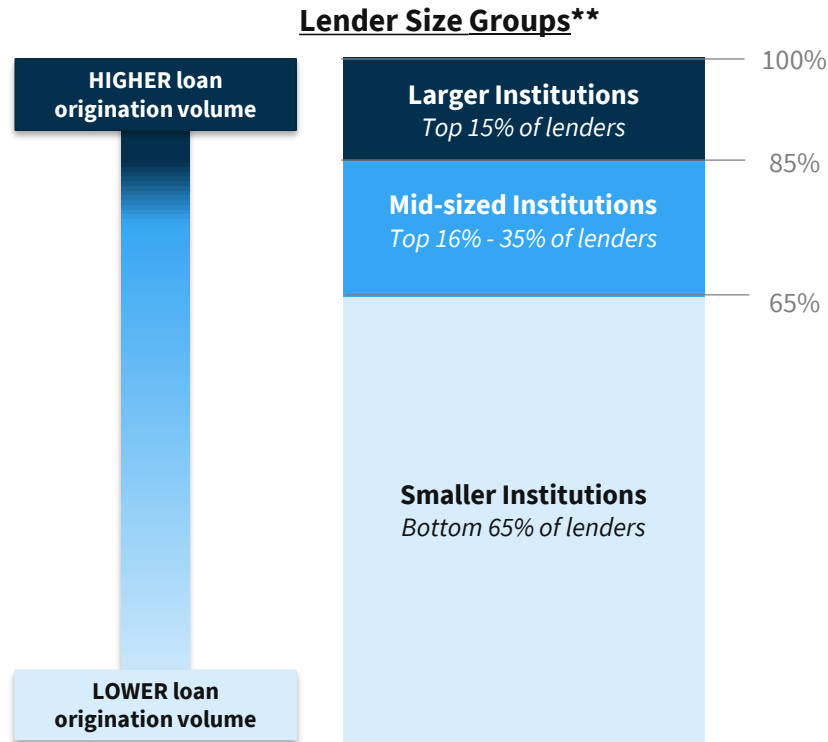 Lender Size Groups**
HIGHER loan
origination volume
100%
Larger Institutions
Top 15% of lenders
85%
Mid-sized Institutions
Top 16% - 35% of lenders
65%
Smaller Institutions
Bottom 65% of lenders
LOWER loan
origination volume